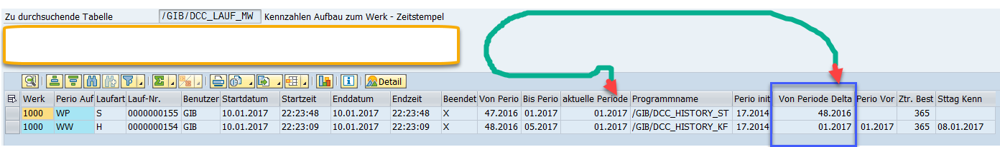 Zu durchsuchende Tabelle /GIB/DCC_LAUF_MW Kennzahlen Aufbau zum Werk - Zeitstempel
Detail
Werk Perio Auf Laufart Lauf-Nr. Benutzer Startdatum Startzeit Enddatum Endzeit Beendet Von Perio Bis Perio aktuelle Periode Programmname Perio init Von Periode Delta Perio Vor Ztr. Best Sttag Kenn
1000 WP S 0000000155 GIB 10.01.2017 22:23:48 10.01.2017 22:23:48 X 47.2016 01.2017 01.2017 /GIB/DCC_HISTORY_ST 17.2014 48.2016 365
1000 WW H 0000000154 GIB 10.01.2017 22:23:09 10.01.2017 22:23:09 X 48.2016 05.2017 01.2017 /GIB/DCC_HISTORY_KF 17.2014 01.2017 01.2017 365 08.01.2017